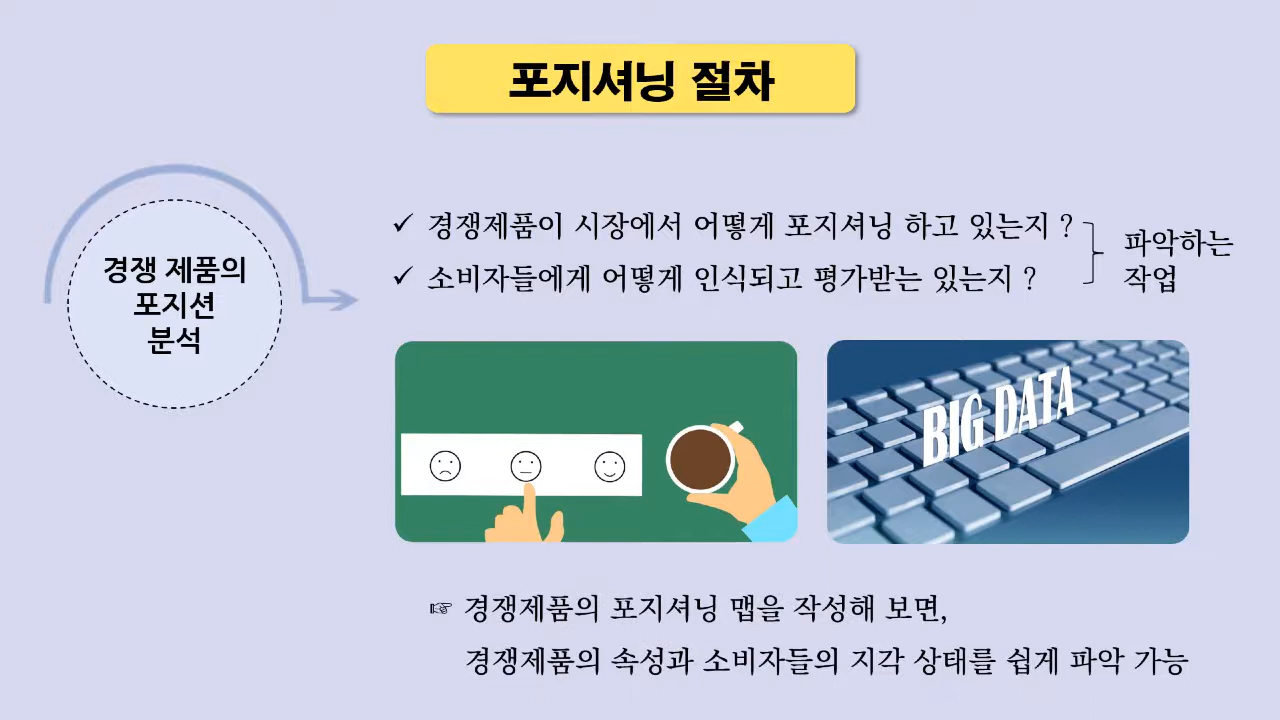 포지셔닝 절차
경쟁 제품의
포지션
분석
✓ 경쟁제품이 시장에서 어떻게 포지셔닝 하고 있는지 ?
✓ 소비자들에게 어떻게 인식되고 평가받는 있는지 ?
파악하는
작업
BIG DATA
☞ 경쟁제품의 포지셔닝 맵을 작성해 보면,
경쟁제품의 속성과 소비자들의 지각 상태를 쉽게 파악 가능